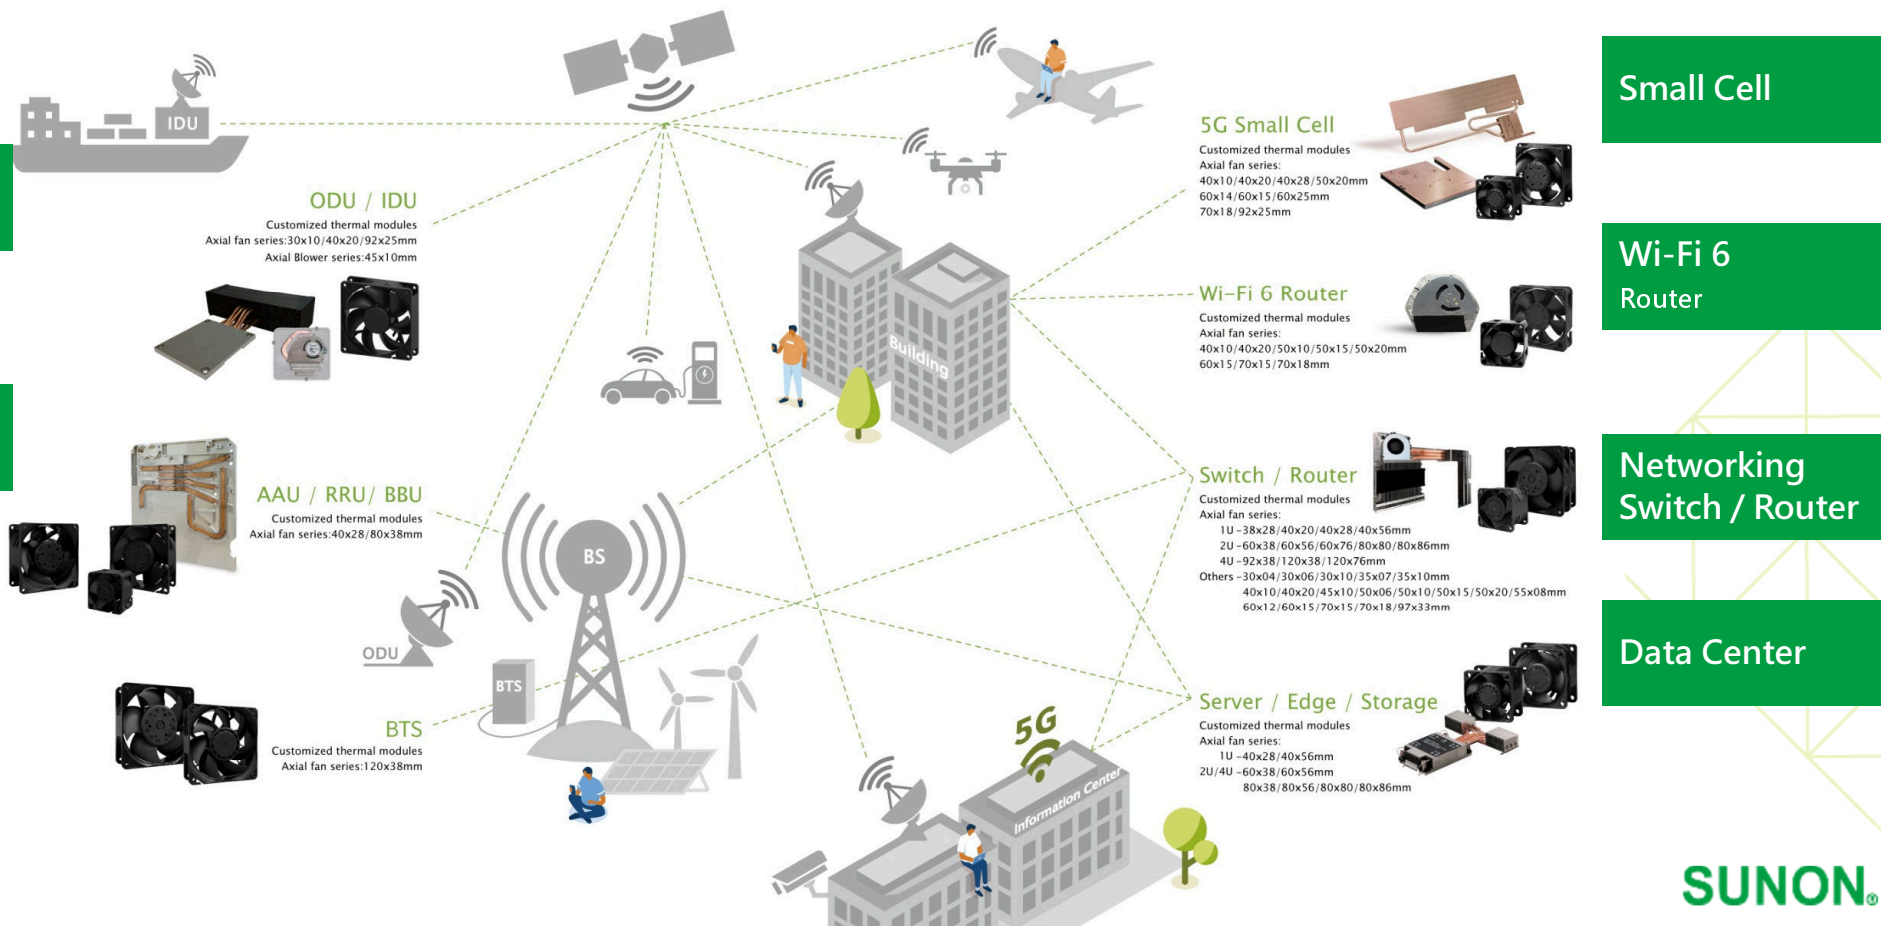 IDU
ODU / IDU
Customized thermal modules
Axial fan series:30x10/40x20/92x25mm
Axial Blower series:45x10mm
AAU / RRU/ BBU
Customized thermal modules
Axial fan series:40x28/80x38mm
BTS
Customized thermal modules
Axial fan series:120x38mm
ODU
BTS
BS
Building
5G
Information Center
5G Small Cell
Customized thermal modules
Axial fan series:
40x10/40x20/40x28/50x20mm
60x14/60x15/60x25mm
70x18/92x25mm
Wi-Fi 6 Router
Customized thermal modules
Axial fan series:
40x10/40x20/50x10/50x15/50x20mm
60x15/70x15/70x18mm
Switch / Router
Customized thermal modules
Axial fan series:
1U -38x28/40x20/40x28/40x56mm
2U -60x38/60x56/60x76/80x80/80x86mm
4U -92x38/120x38/120x76mm
Others -30x04/30x06/30x10/35x07/35x10mm
40x10/40x20/45x10/50x06/50x10/50x15/50x20/55x08mm
60x12/60x15/70x15/70x18/97x33mm
Server / Edge / Storage
Customized thermal modules
Axial fan series:
1U -40x28/40x56mm
2U/4U -60x38/60x56mm
80x38/80x56/80x80/80x86mm
Small Cell
Wi-Fi 6
Router
Networking
Switch / Router
Data Center
SUNON